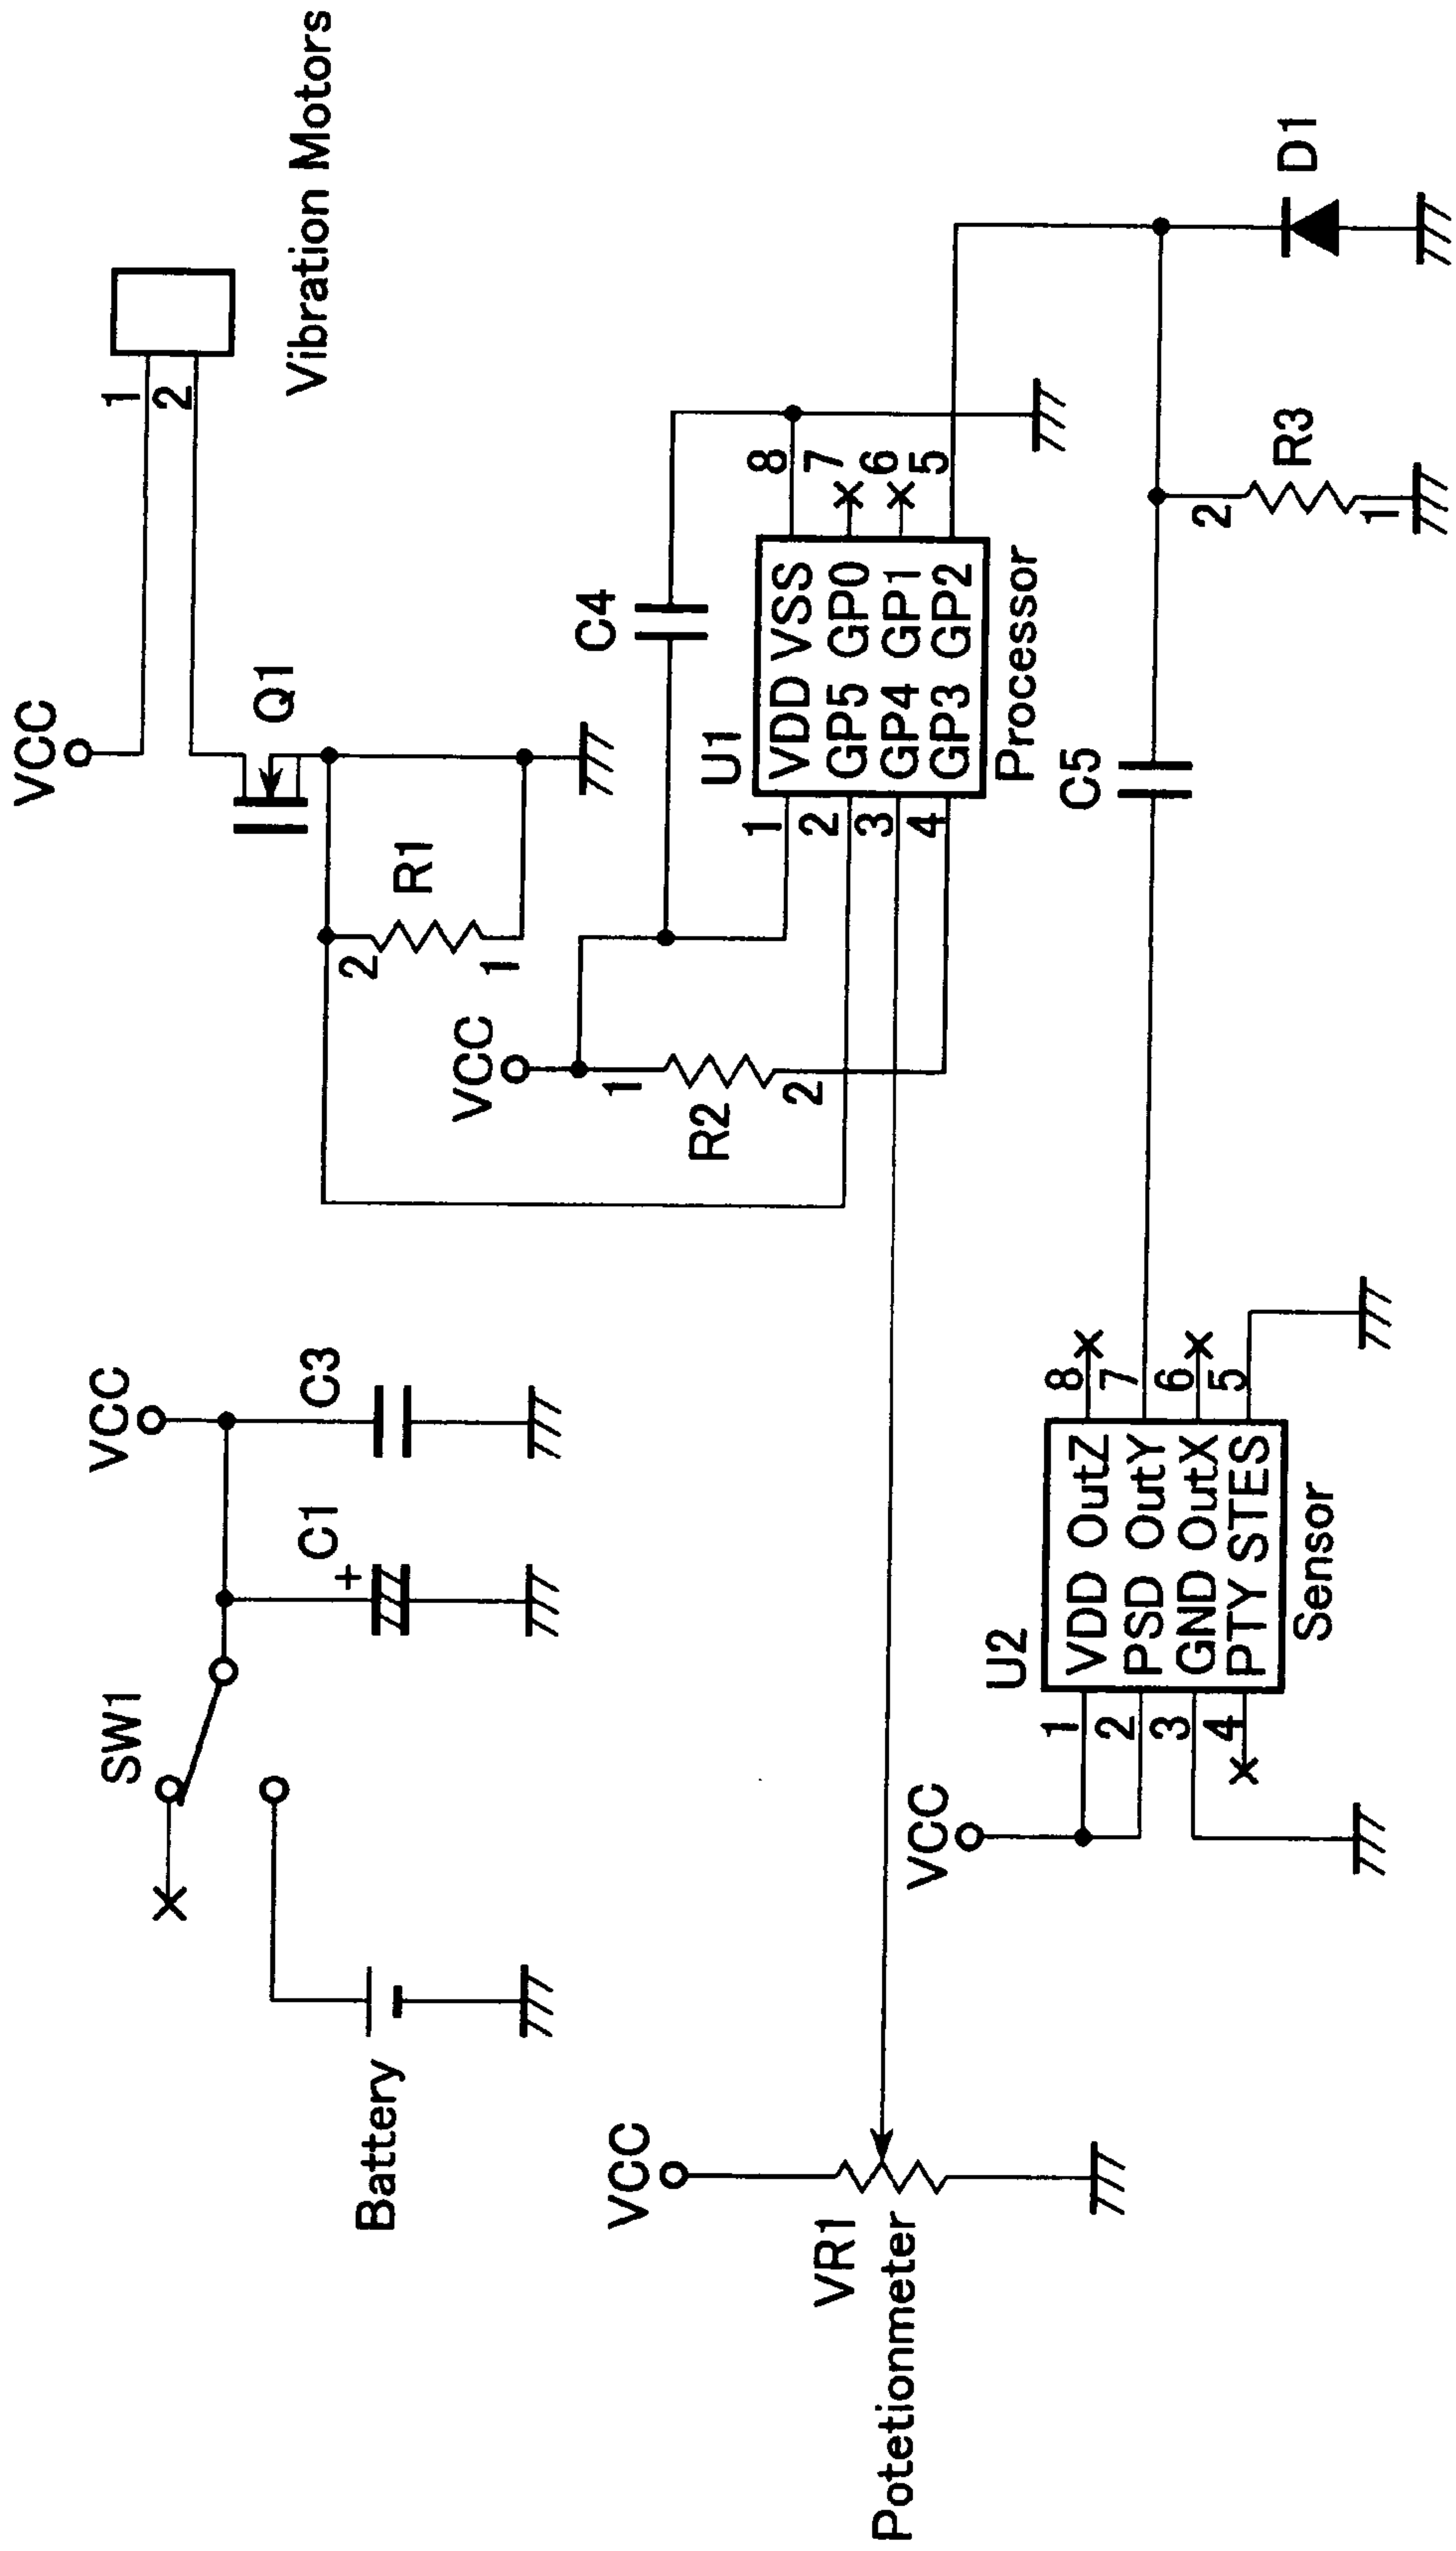 VCC
1
2
Vibration Motors
Q1
SW1
VCC
C1
+
C3
Battery
2
R1
1
VCC
1
R2
2
C4
U1
1 VDD VSS 8
2 GP5 GP0 7
3 GP4 GP1 6
4 GP3 GP2 5
Processor
VCC
VR1
Potetionmeter
VCC
U2
1 VDD OutZ 8
2 PSD OutY 7
3 GND OutX 6
4 PTY STES 5
Sensor
C5
2
R3
1
D1